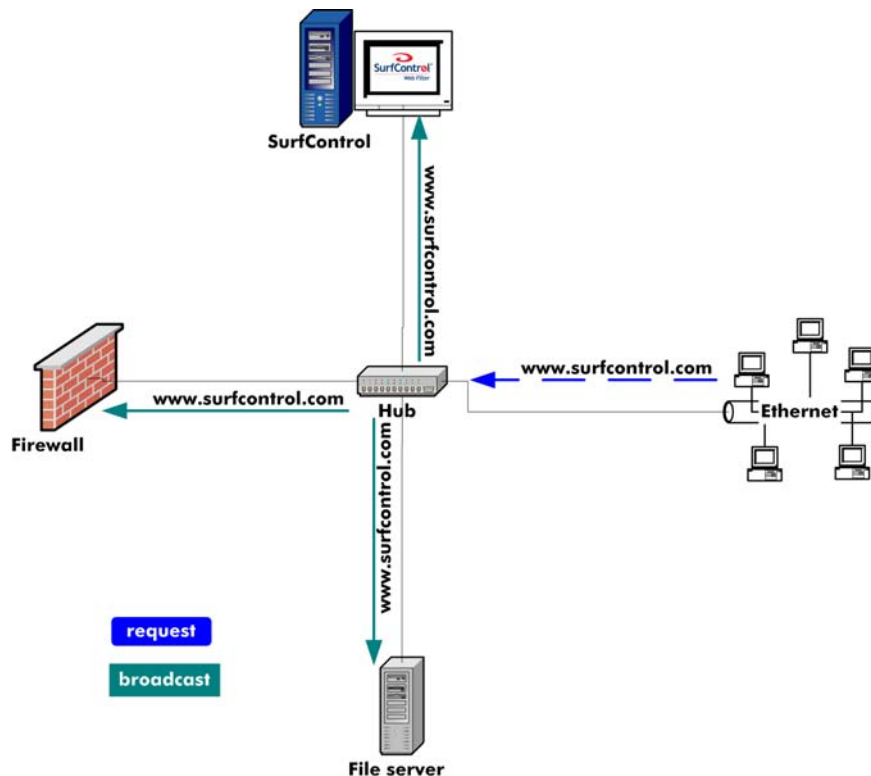 SurfControl
Web Filter
SurfControl
www.surfcontrol.com
www.surfcontrol.com
www.surfcontrol.com
Hub
Ethernet
Firewall
www.surfcontrol.com
request
broadcast
File server